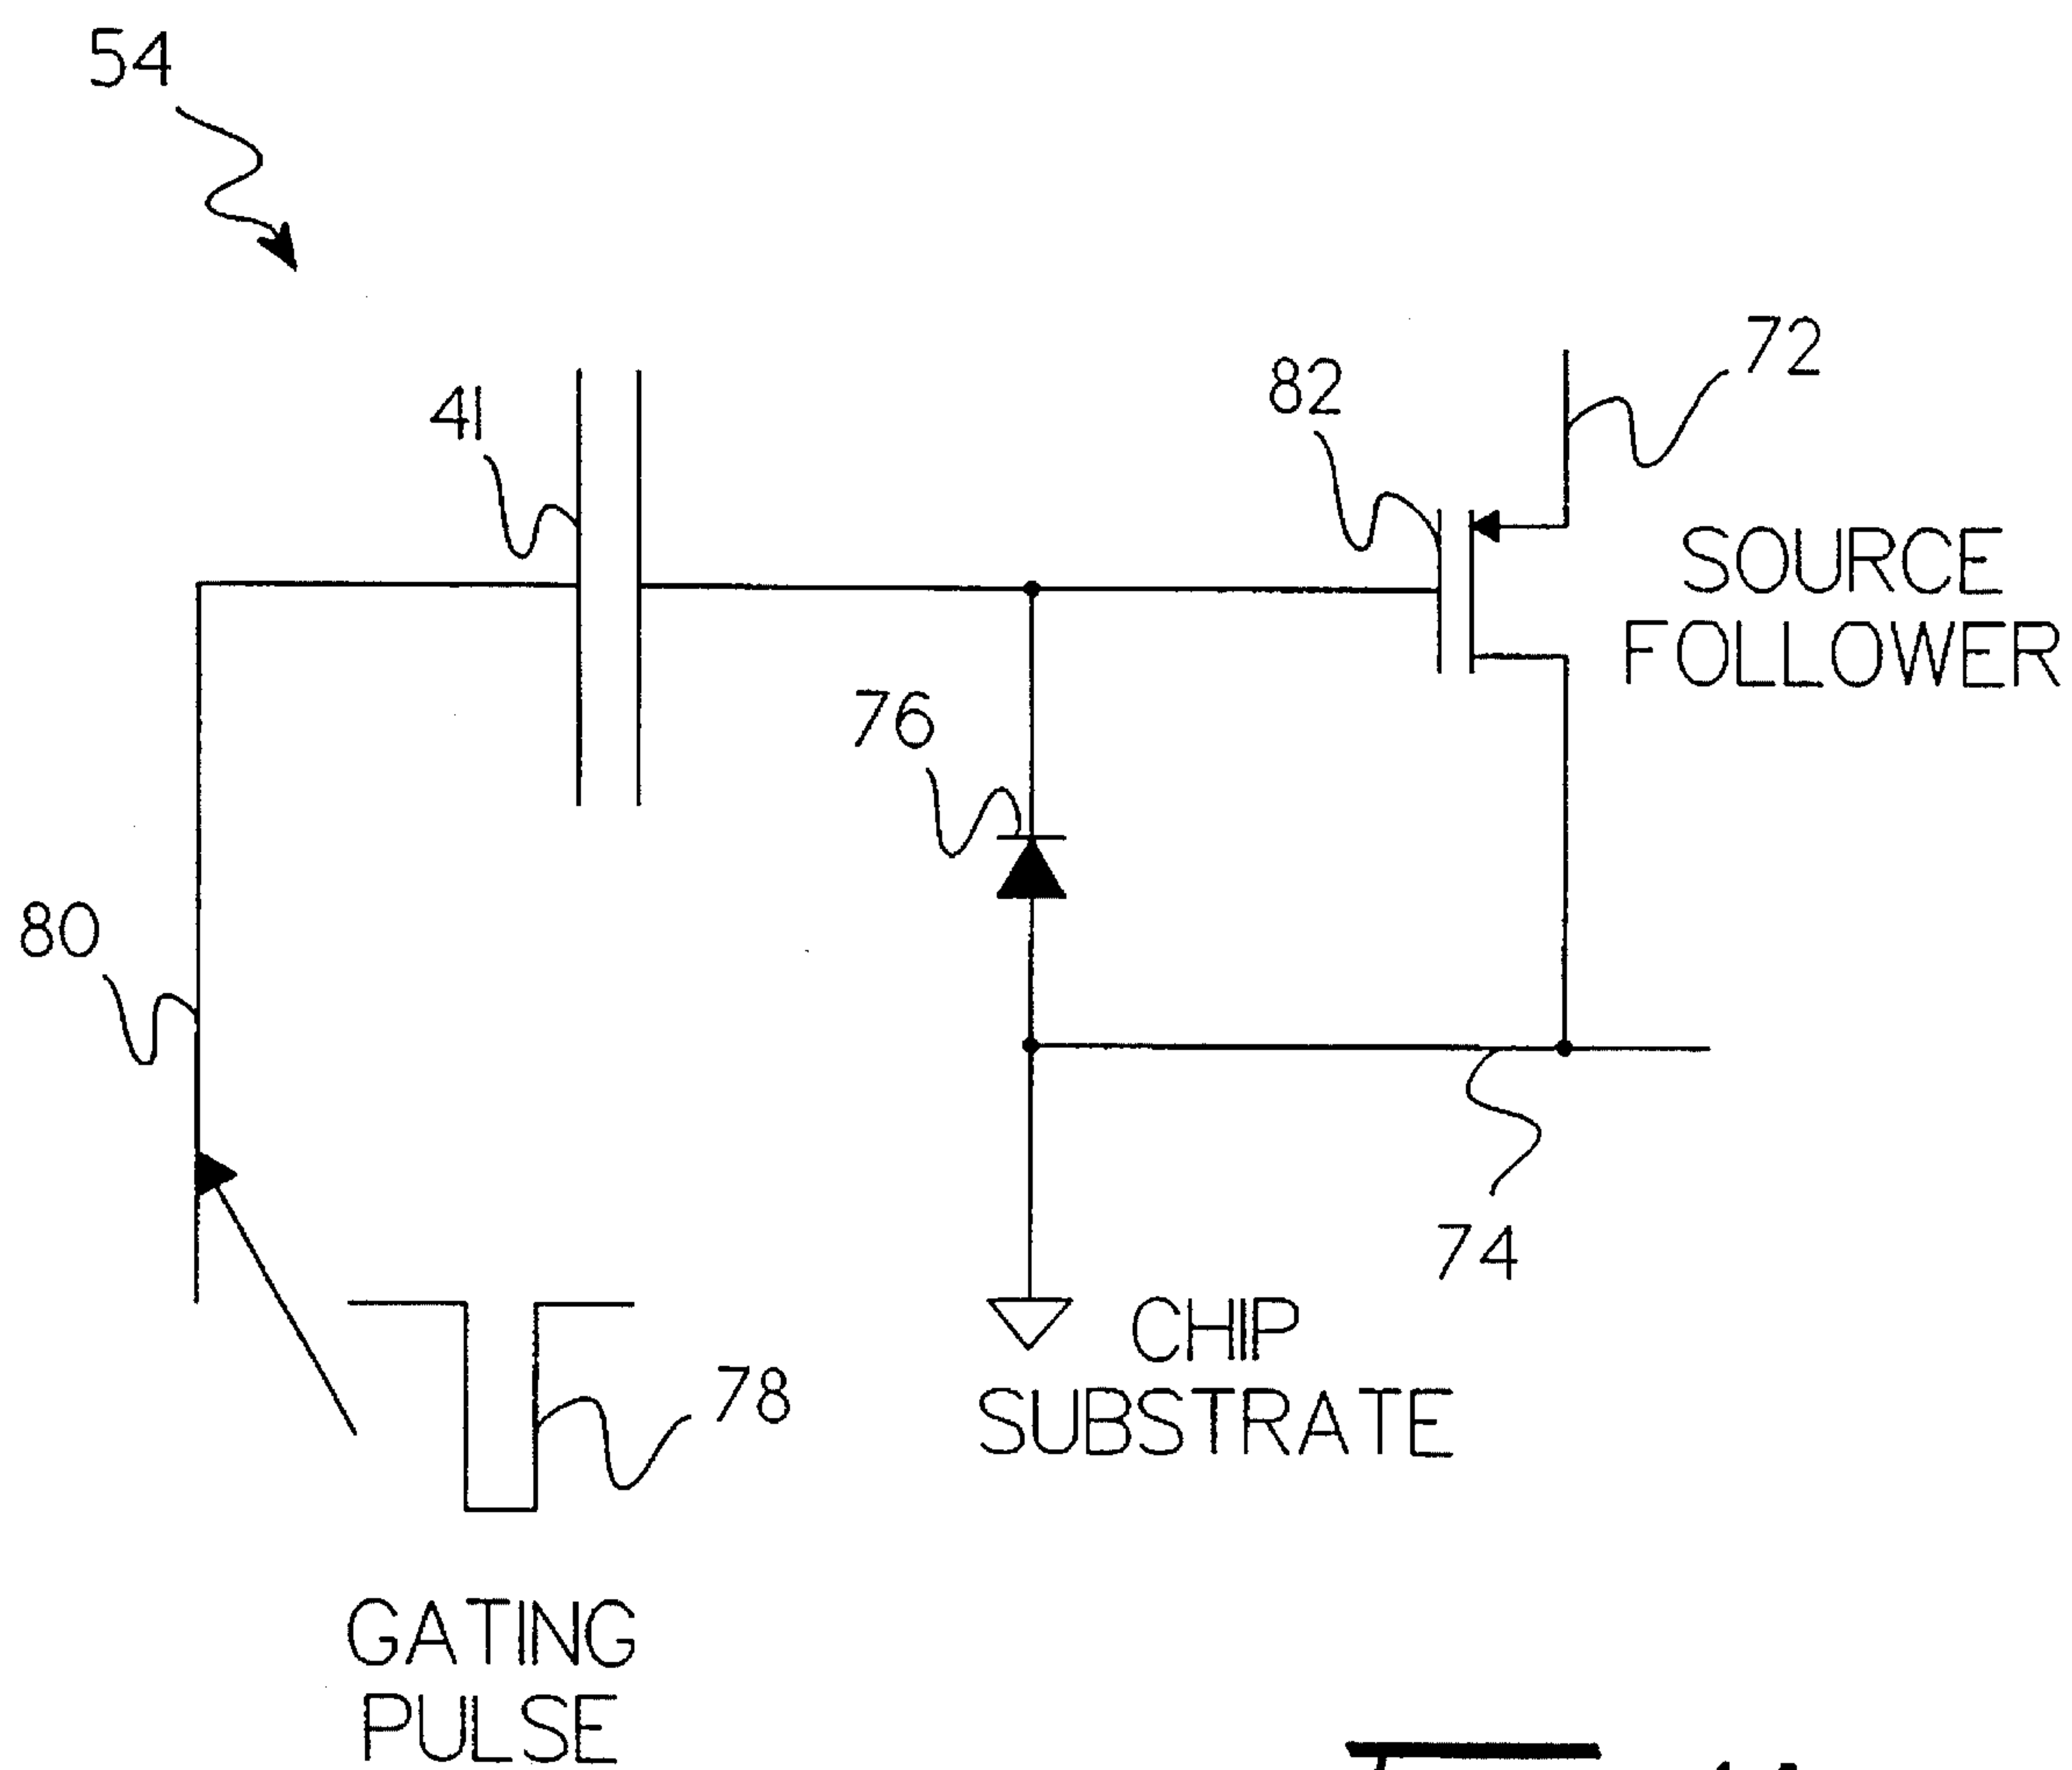 54
72
82
41
SOURCE
FOLLOWER
76
80
74
CHIP
SUBSTRATE
78
GATING
PULSE